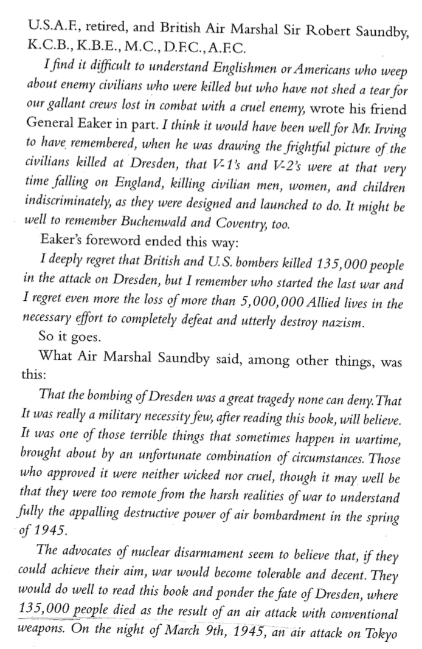 U.S.A.F., retired, and British Air Marshal Sir Robert Saundby,
K.C.B., K.B.E., M.C., D.F.C., A.F.C.
I find it difficult to understand Englishmen or Americans who weep
about enemy civilians who were killed but who have not shed a tear for
our gallant crews lost in combat with a cruel enemy, wrote his friend
General Eaker in part. I think it would have been well for Mr. Irving
to have remembered, when he was drawing the frightful picture of the
civilians killed at Dresden, that V-1's and V-2's were at that very
time falling on England, killing civilian men, women, and children
indiscriminately, as they were designed and launched to do. It might be
well to remember Buchenwald and Coventry, too.
Eaker's foreword ended this way:
I deeply regret that British and U.S. bombers killed 135,000 people
in the attack on Dresden, but I remember who started the last war and
I regret even more the loss of more than 5,000,000 Allied lives in the
necessary effort to completely defeat and utterly destroy nazism.
So it goes.
What Air Marshal Saundby said, among other things, was
this:
That the bombing of Dresden was a great tragedy none can deny. That
It was really a military necessity few, after reading this book, will believe.
It was one of those terrible things that sometimes happen in wartime,
brought about by an unfortunate combination of circumstances. Those
who approved it were neither wicked nor cruel, though it may well be
that they were too remote from the harsh realities of war to understand
fully the appalling destructive power of air bombardment in the spring
of 1945.
The advocates of nuclear disarmament seem to believe that, if they
could achieve their aim, war would become tolerable and decent. They
would do well to read this book and ponder the fate of Dresden, where
135,000 people died as the result of an air attack with conventional
weapons. On the night of March 9th, 1945, an air attack on Tokyo